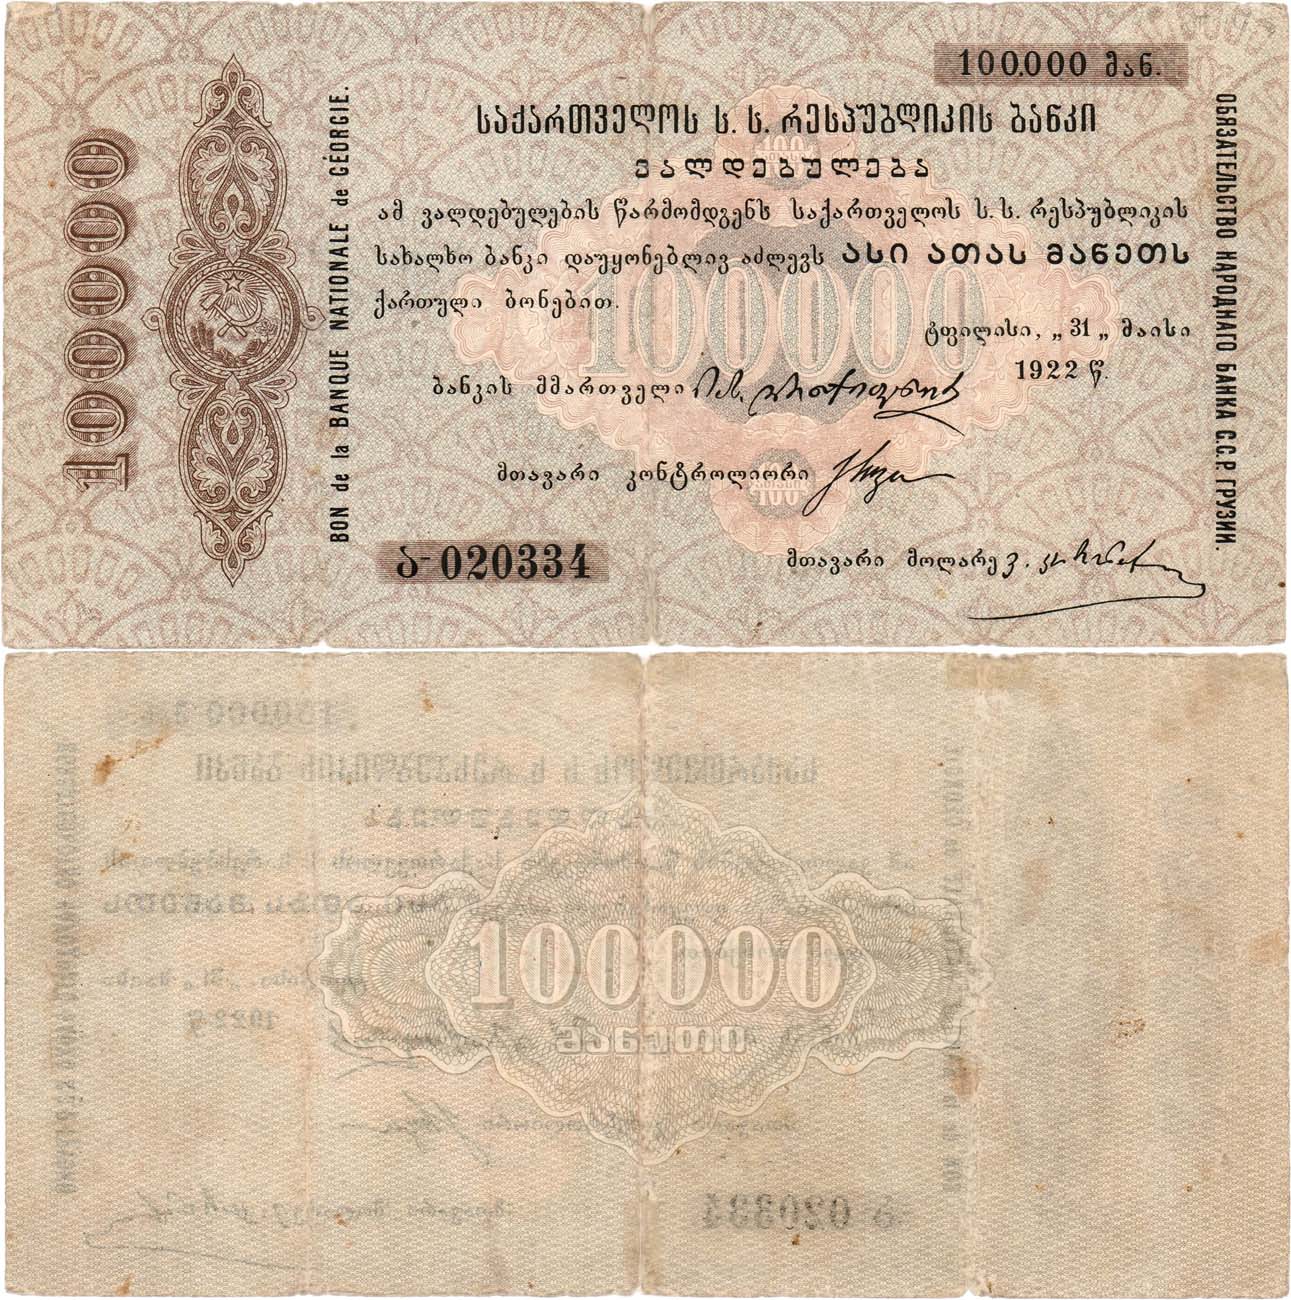 100.000 მან.
საქართველოს ს. ს. რესპუბლიკის ბანკი
ვალდებულება
ამ ვალდებულების წარმომდგენს საქართველოს ს. ს. რესპუბლიკის
სახალხო ბანკი დაუყონებლივ აძლევს ასი ათას მანეთს
ქართული ბონებით.
ტფილისი, „ 31 „ მაისი
1922 წ.
ბანკის მმართველი
მთავარი კონტროლიორი
მთავარი მოლარე
ბ-020334
100000
BON de la BANQUE NATIONALE de GÉORGIE.
ОБЯЗАТЕЛЬСТВО НАРОДНАГО БАНКА С.С.Р. ГРУЗИИ.
100000
100
100
100000
მანეთი